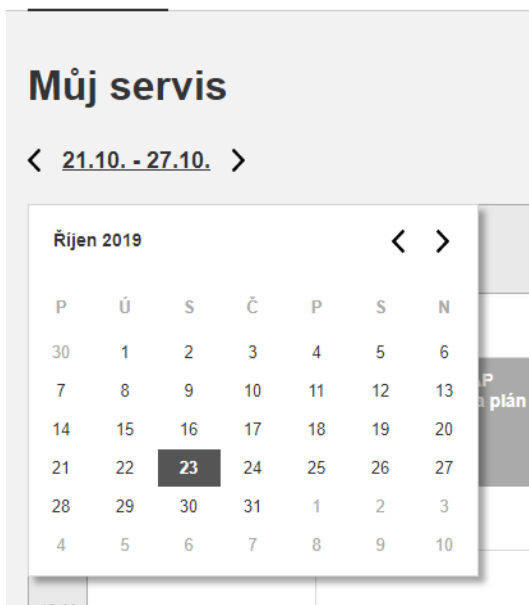 Můj servis
21.10. - 27.10.
Říjen 2019
P Ú S Č P S N
30 1 2 3 4 5 6
7 8 9 10 11 12 13
14 15 16 17 18 19 20
21 22 23 24 25 26 27
28 29 30 31 1 2 3
4 5 6 7 8 9 10
plán